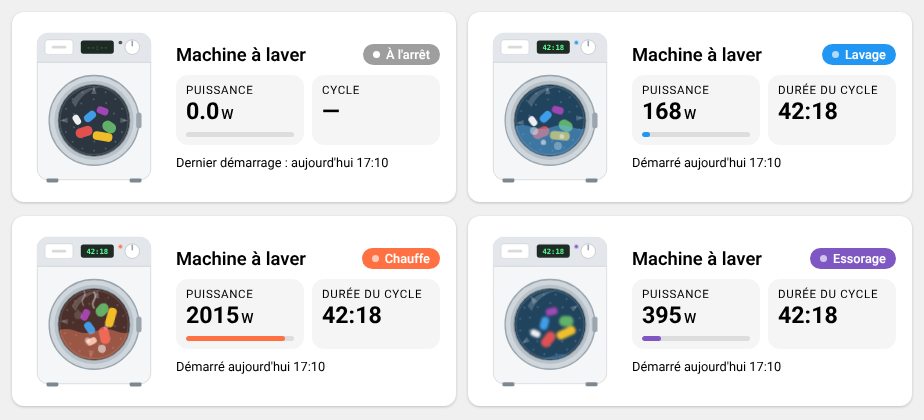 Machine à laver
À l'arrêt
PUISSANCE
0.0 W
CYCLE
—
Dernier démarrage : aujourd'hui 17:10
42:18
Machine à laver
Lavage
PUISSANCE
168 W
DURÉE DU CYCLE
42:18
Démarré aujourd'hui 17:10
42:18
Machine à laver
Chauffe
PUISSANCE
2015 W
DURÉE DU CYCLE
42:18
Démarré aujourd'hui 17:10
42:18
Machine à laver
Essorage
PUISSANCE
395 W
DURÉE DU CYCLE
42:18
Démarré aujourd'hui 17:10